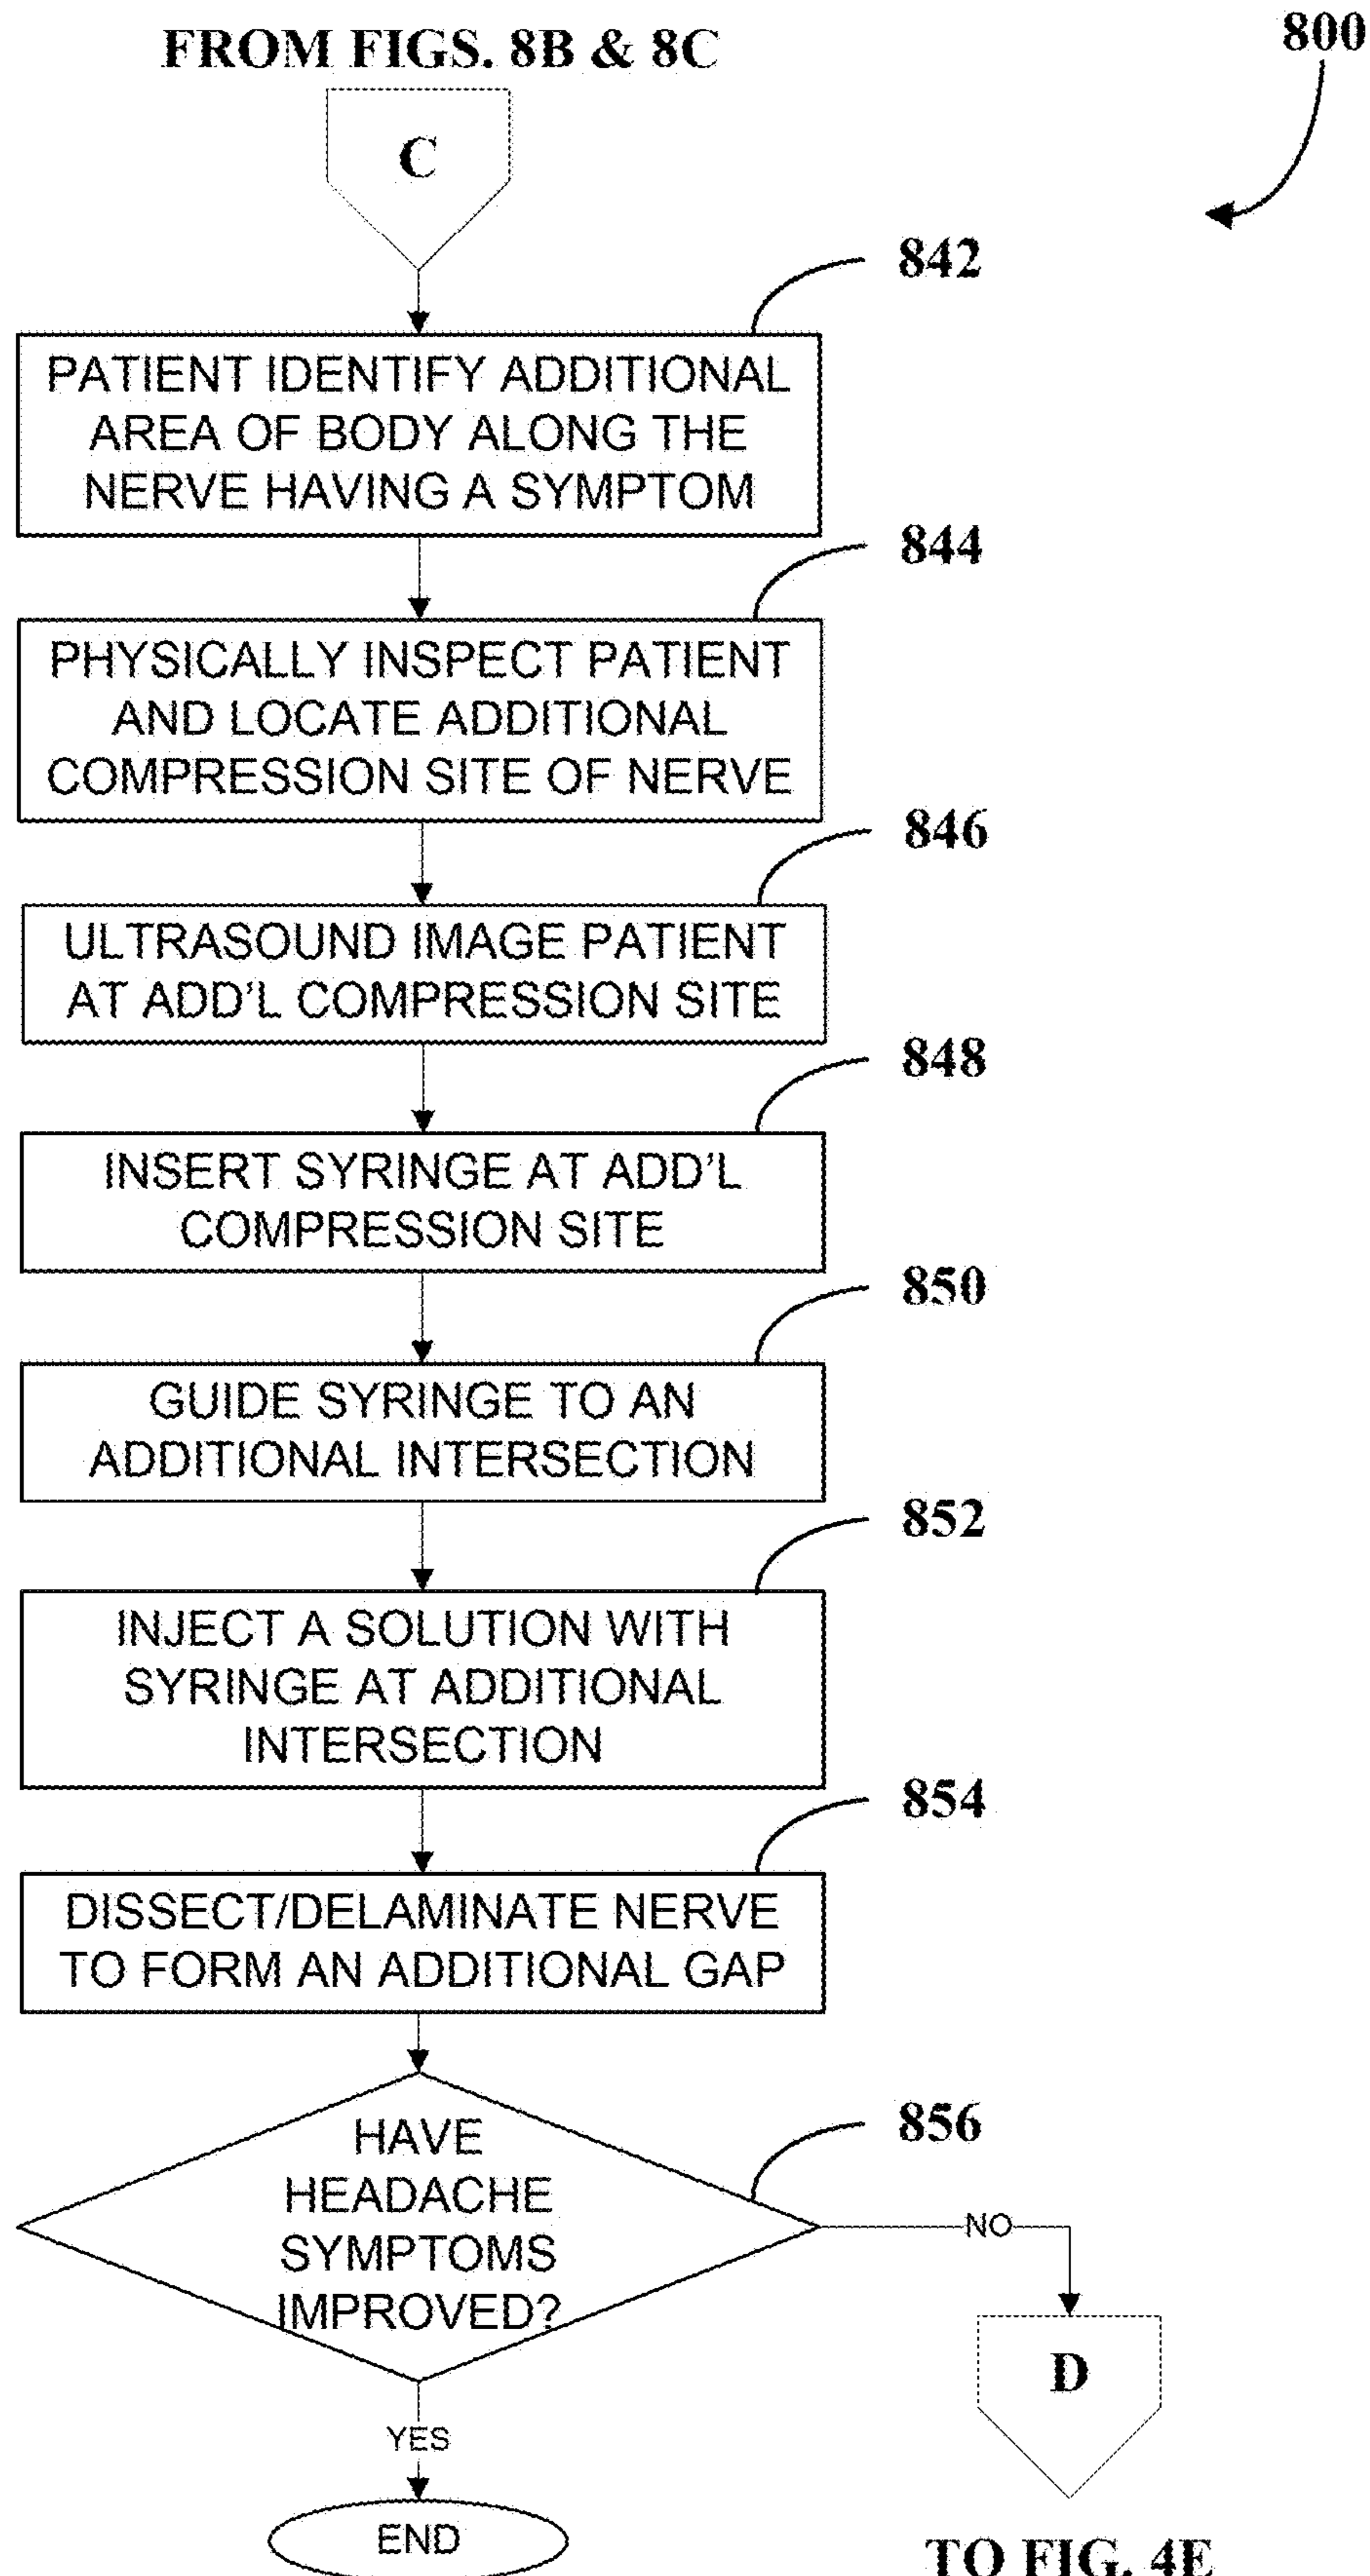 FROM FIGS. 8B & 8C
800
C
842
PATIENT IDENTIFY ADDITIONAL
AREA OF BODY ALONG THE
NERVE HAVING A SYMPTOM
844
PHYSICALLY INSPECT PATIENT
AND LOCATE ADDITIONAL
COMPRESSION SITE OF NERVE
846
ULTRASOUND IMAGE PATIENT
AT ADD'L COMPRESSION SITE
848
INSERT SYRINGE AT ADD'L
COMPRESSION SITE
850
GUIDE SYRINGE TO AN
ADDITIONAL INTERSECTION
852
INJECT A SOLUTION WITH
SYRINGE AT ADDITIONAL
INTERSECTION
854
DISSECT/DELAMINATE NERVE
TO FORM AN ADDITIONAL GAP
856
HAVE
HEADACHE
SYMPTOMS
IMPROVED?
NO
D
YES
END
TO FIG. 4E